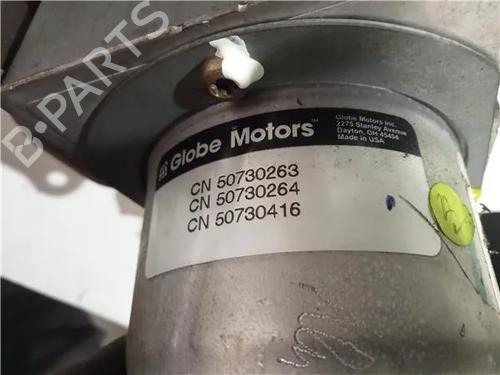 B-PARTS
Globe Motors™
Globe Motors Inc.
2275 Stanley Avenue
Dayton, OH 45404
Made in USA
CN 50730263
CN 50730264
CN 50730416